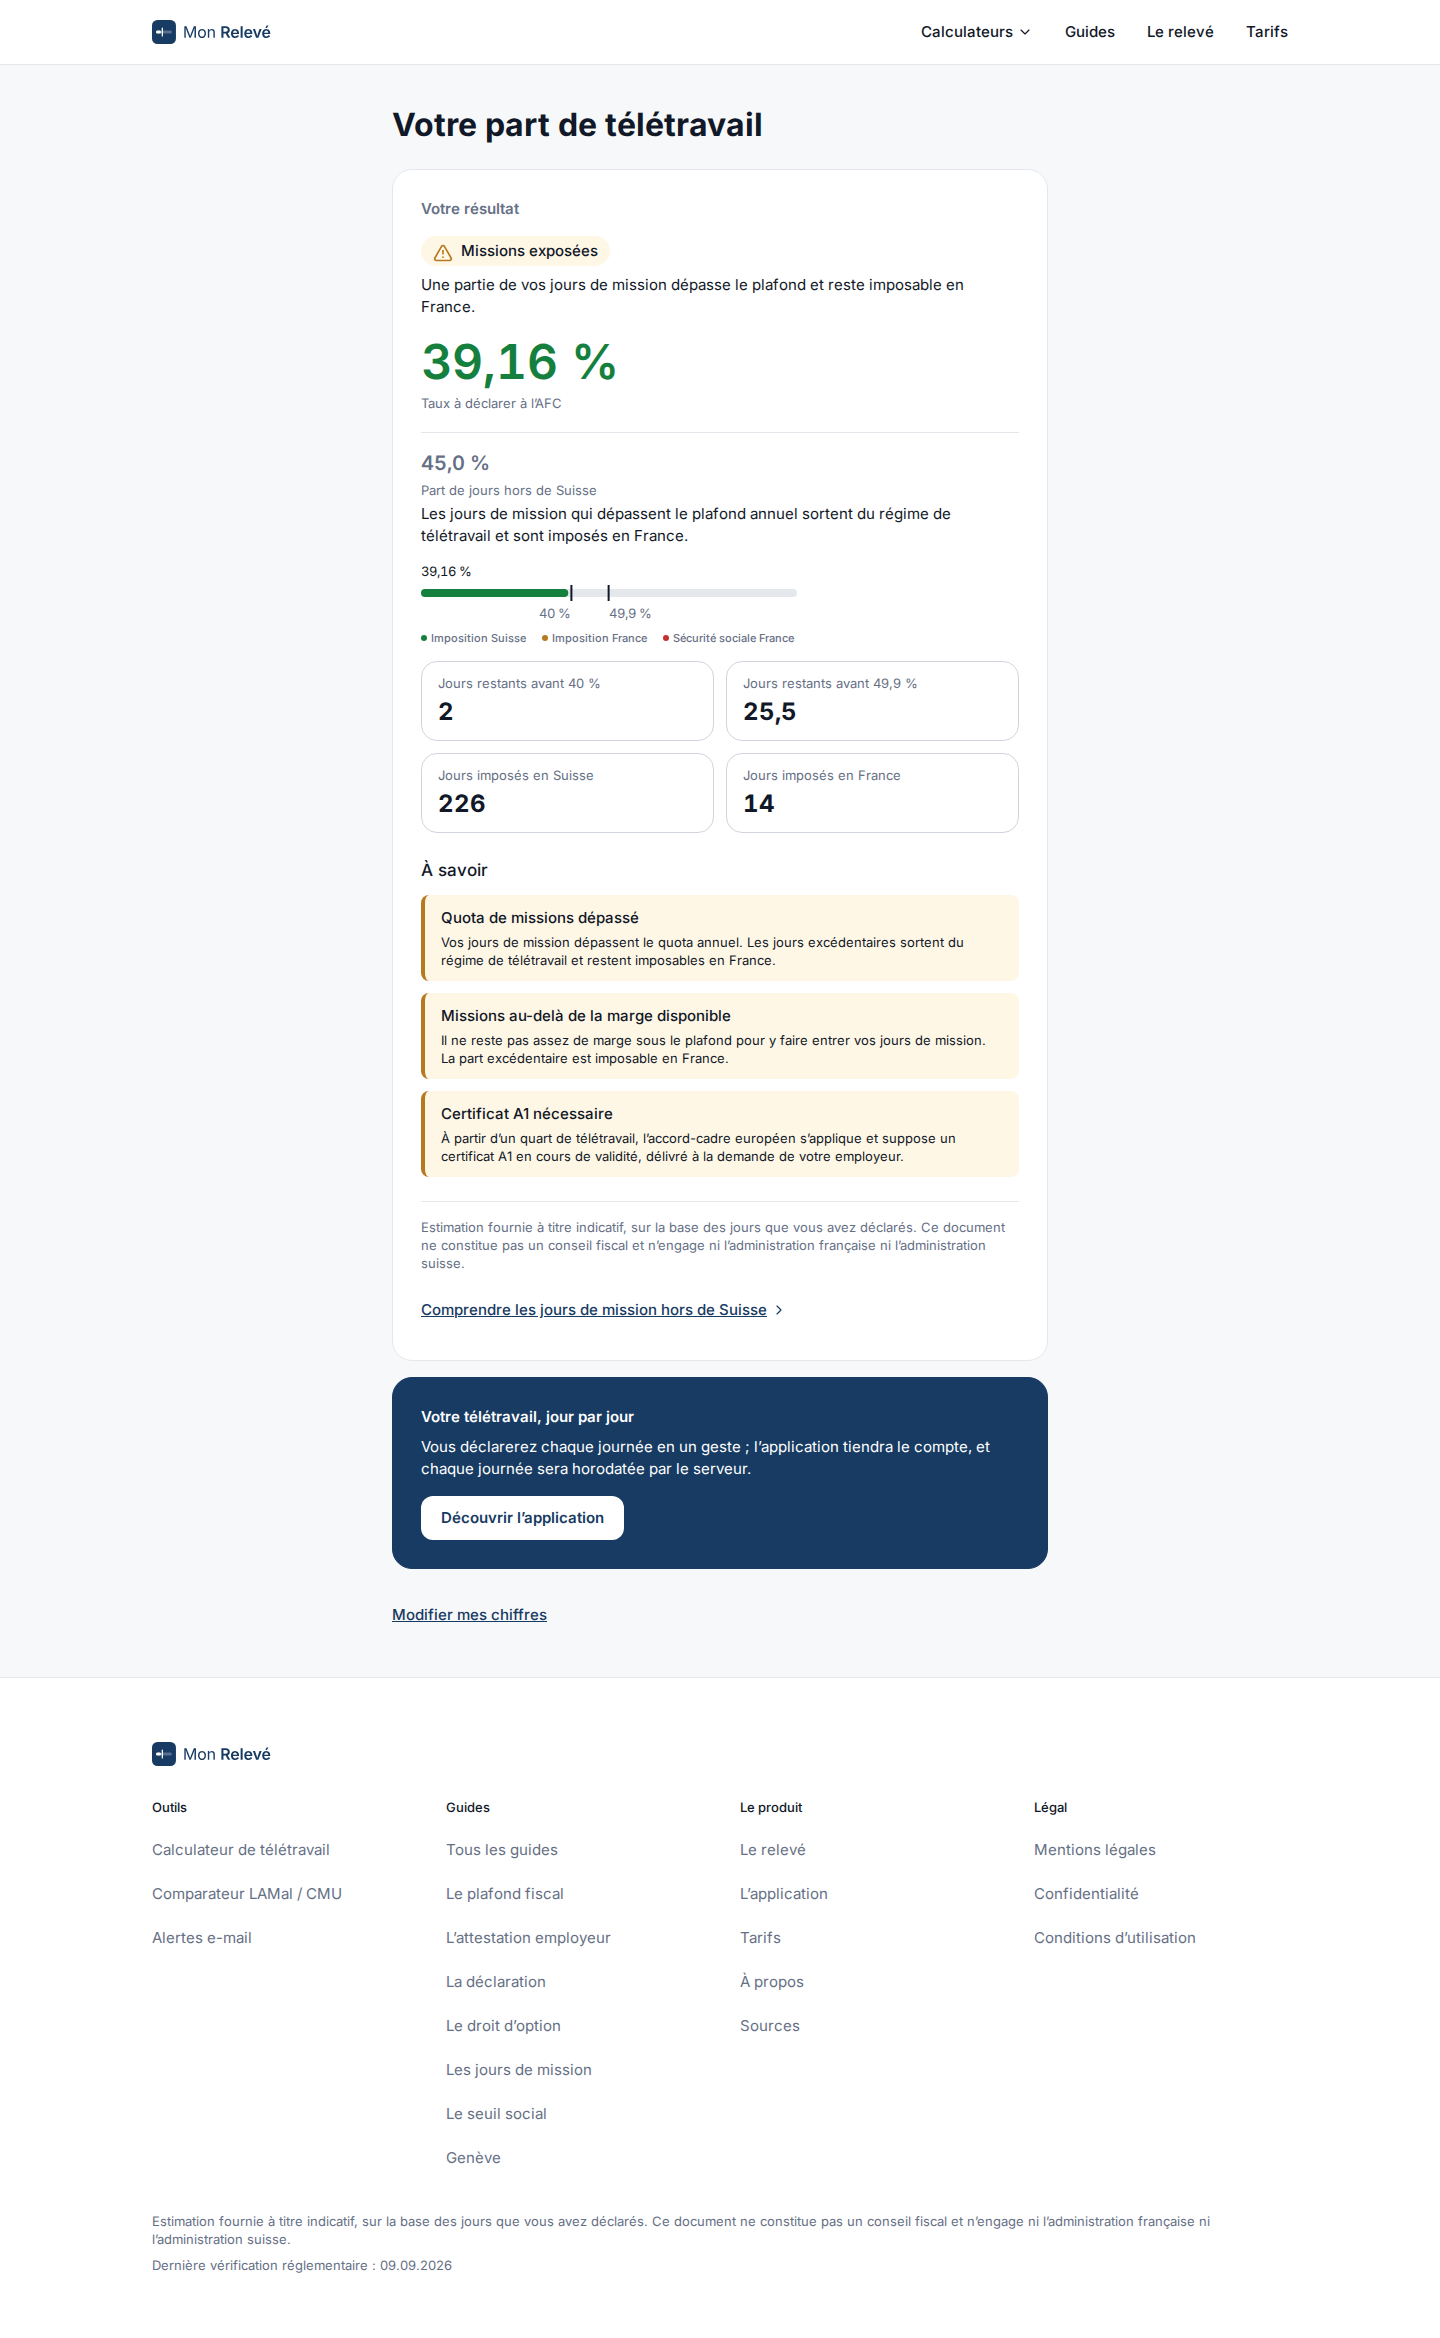 Mon Relevé
Calculateurs
Guides
Le relevé
Tarifs
Votre part de télétravail
Votre résultat
Missions exposées
Une partie de vos jours de mission dépasse le plafond et reste imposable en
France.
39,16 %
Taux à déclarer à l’AFC
45,0 %
Part de jours hors de Suisse
Les jours de mission qui dépassent le plafond annuel sortent du régime de
télétravail et sont imposés en France.
39,16 %
40 %
49,9 %
Imposition Suisse
Imposition France
Sécurité sociale France
Jours restants avant 40 %
2
Jours restants avant 49,9 %
25,5
Jours imposés en Suisse
226
Jours imposés en France
14
À savoir
Quota de missions dépassé
Vos jours de mission dépassent le quota annuel. Les jours excédentaires sortent du
régime de télétravail et restent imposables en France.
Missions au-delà de la marge disponible
Il ne reste pas assez de marge sous le plafond pour y faire entrer vos jours de mission.
La part excédentaire est imposable en France.
Certificat A1 nécessaire
À partir d’un quart de télétravail, l’accord-cadre européen s’applique et suppose un
certificat A1 en cours de validité, délivré à la demande de votre employeur.
Estimation fournie à titre indicatif, sur la base des jours que vous avez déclarés. Ce document
ne constitue pas un conseil fiscal et n’engage ni l’administration française ni l’administration
suisse.
Comprendre les jours de mission hors de Suisse
Votre télétravail, jour par jour
Vous déclarerez chaque journée en un geste ; l’application tiendra le compte, et
chaque journée sera horodatée par le serveur.
Découvrir l’application
Modifier mes chiffres
Mon Relevé
Outils
Calculateur de télétravail
Comparateur LAMal / CMU
Alertes e-mail
Guides
Tous les guides
Le plafond fiscal
L’attestation employeur
La déclaration
Le droit d’option
Les jours de mission
Le seuil social
Genève
Le produit
Le relevé
L’application
Tarifs
À propos
Sources
Légal
Mentions légales
Confidentialité
Conditions d’utilisation
Estimation fournie à titre indicatif, sur la base des jours que vous avez déclarés. Ce document ne constitue pas un conseil fiscal et n’engage ni l’administration française ni
l’administration suisse.
Dernière vérification réglementaire : 09.09.2026